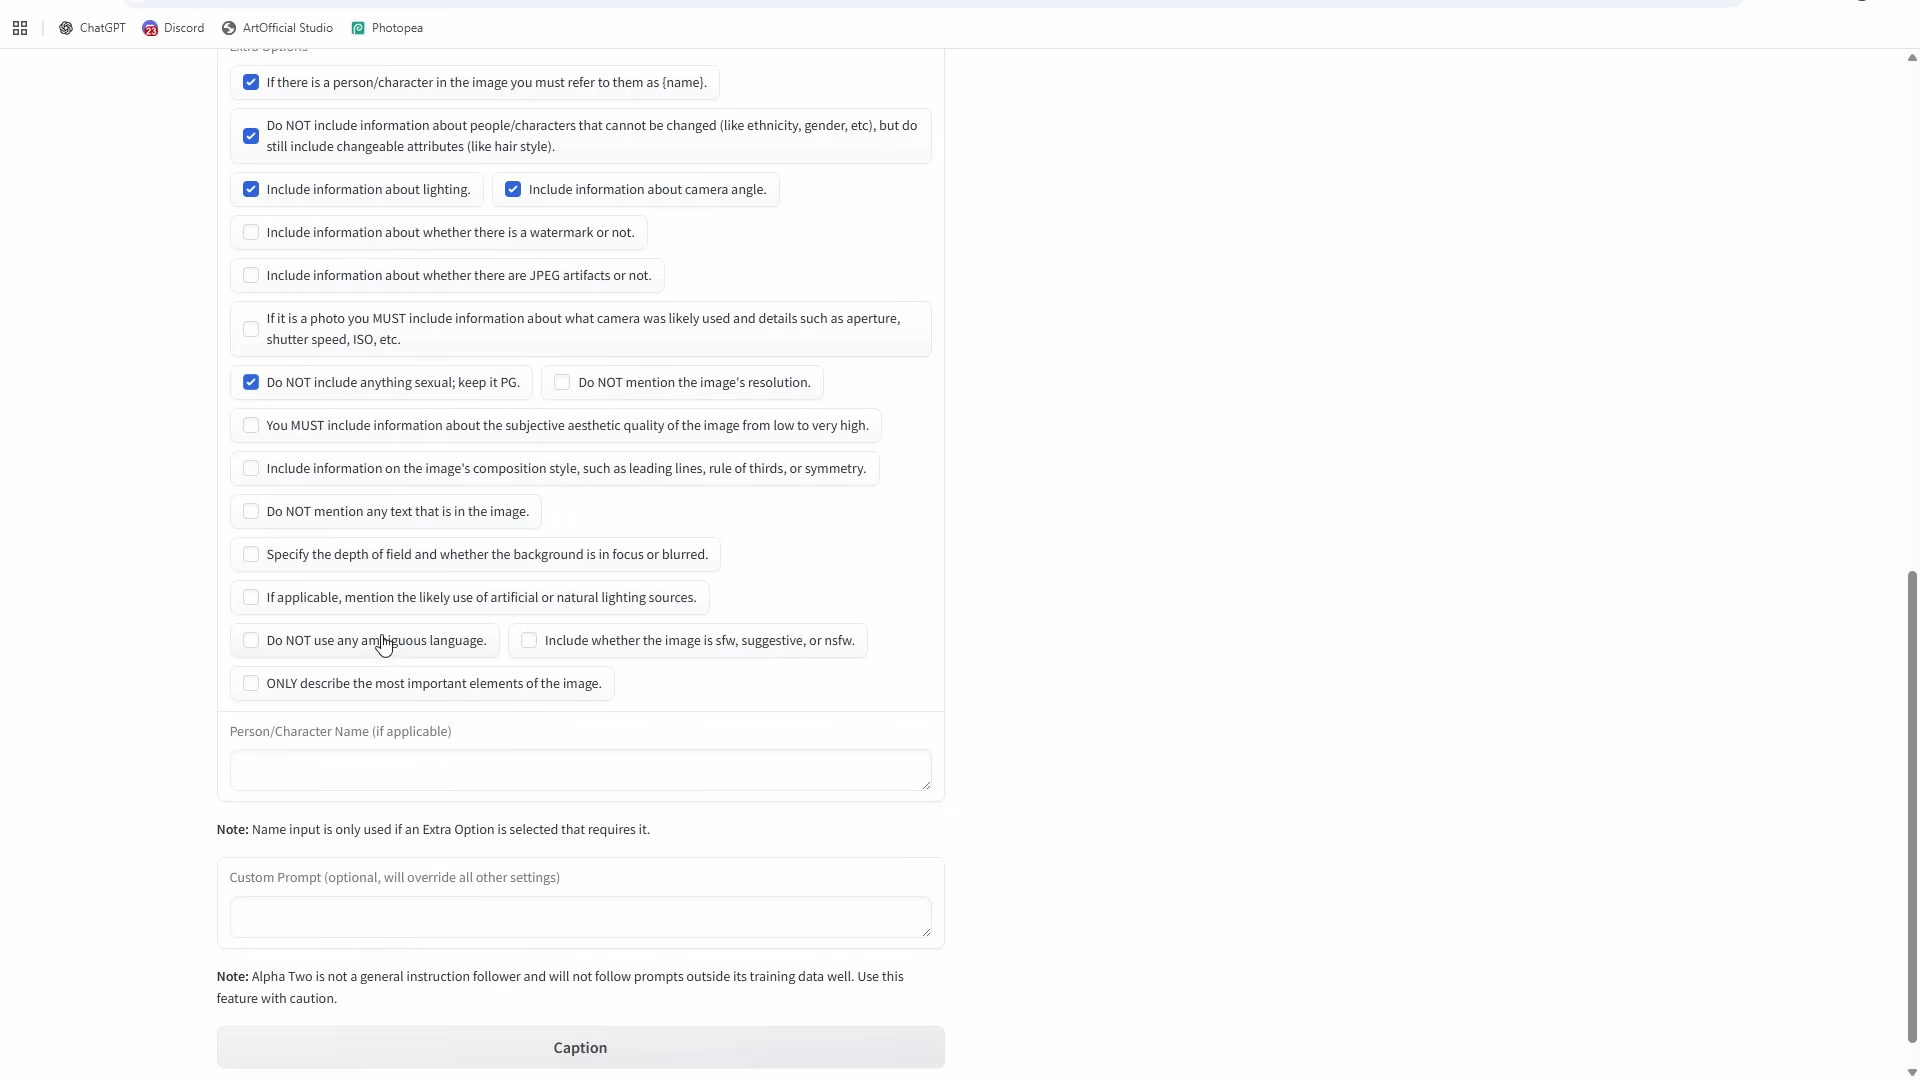 ChatGPT
23 Discord
ArtOfficial Studio
Photopea
Extra Options
If there is a person/character in the image you must refer to them as {name}.
Do NOT include information about people/characters that cannot be changed (like ethnicity, gender, etc), but do
still include changeable attributes (like hair style).
Include information about lighting.
Include information about camera angle.
Include information about whether there is a watermark or not.
Include information about whether there are JPEG artifacts or not.
If it is a photo you MUST include information about what camera was likely used and details such as aperture,
shutter speed, ISO, etc.
Do NOT include anything sexual; keep it PG.
Do NOT mention the image's resolution.
You MUST include information about the subjective aesthetic quality of the image from low to very high.
Include information on the image's composition style, such as leading lines, rule of thirds, or symmetry.
Do NOT mention any text that is in the image.
Specify the depth of field and whether the background is in focus or blurred.
If applicable, mention the likely use of artificial or natural lighting sources.
Do NOT use any ambiguous language.
Include whether the image is sfw, suggestive, or nsfw.
ONLY describe the most important elements of the image.
Person/Character Name (if applicable)
Note: Name input is only used if an Extra Option is selected that requires it.
Custom Prompt (optional, will override all other settings)
Note: Alpha Two is not a general instruction follower and will not follow prompts outside its training data well. Use this
feature with caution.
Caption